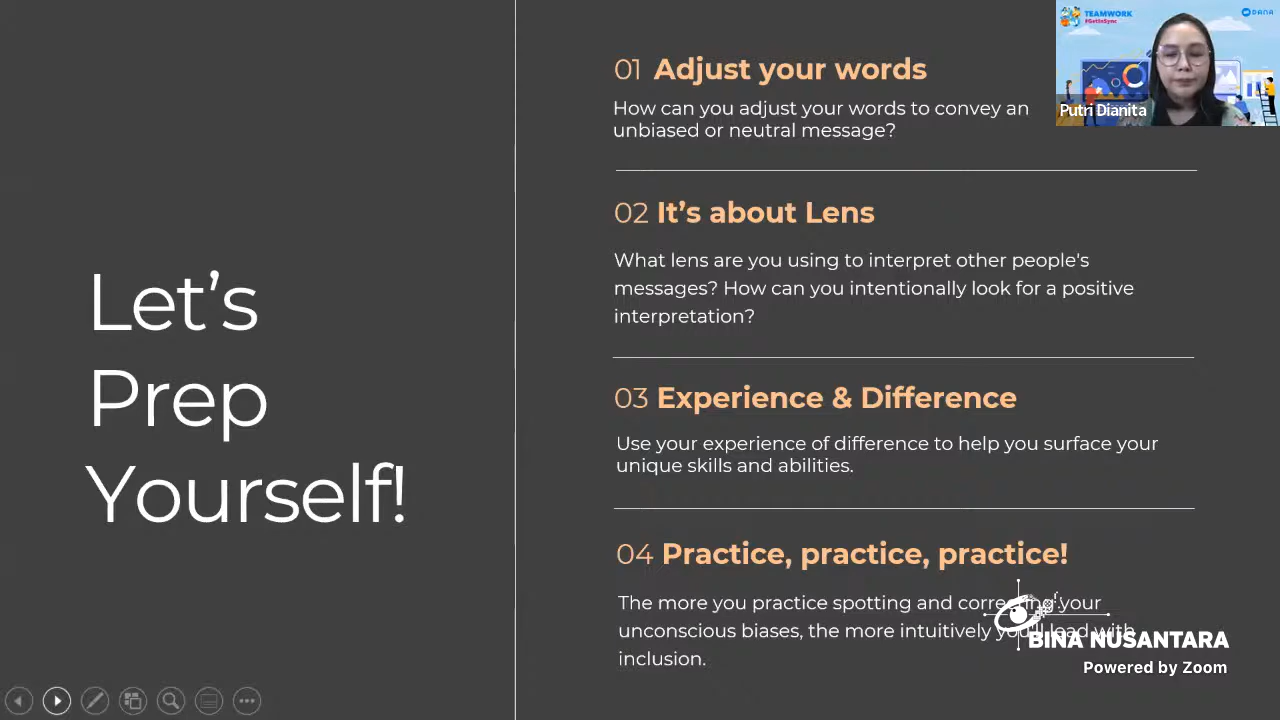 Let's
Prep
Yourself!
01 Adjust your words
How can you adjust your words to convey an
unbiased or neutral message?
02 It's about Lens
What lens are you using to interpret other people's
messages? How can you intentionally look for a positive
interpretation?
03 Experience & Difference
Use your experience of difference to help you surface your
unique skills and abilities.
04 Practice, practice, practice!
The more you practice spotting and correcting your
unconscious biases, the more intuitively you'll lead with
inclusion.
TEAMWORK
#GetInSync
DANA
Putri Dianita
BINA NUSANTARA
Powered by Zoom